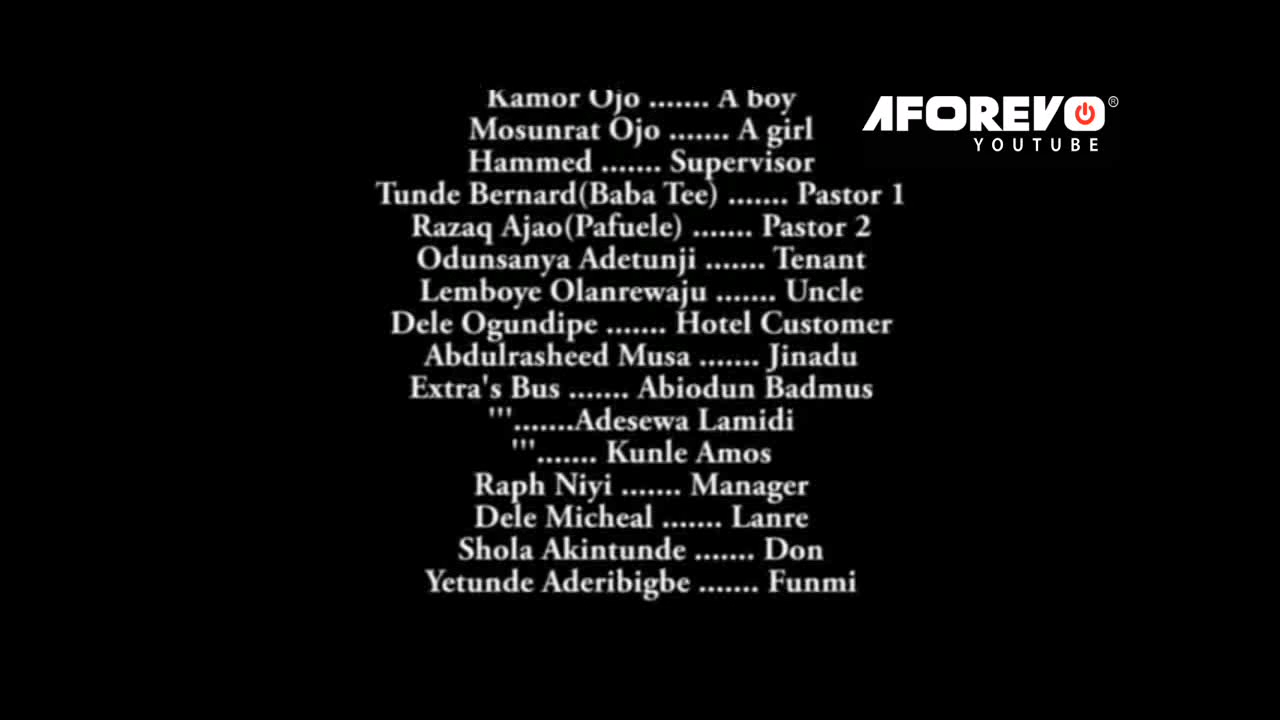 Kamor Ojo ....... A boy
Mosunrat Ojo ....... A girl
Hammed ....... Supervisor
Tunde Bernard(Baba Tee) ....... Pastor 1
Razaq Ajao(Pafuele) ....... Pastor 2
Odunsanya Adetunji ....... Tenant
Lemboye Olanrewaju ....... Uncle
Dele Ogundipe ....... Hotel Customer
Abdulrasheed Musa ....... Jinadu
Extra's Bus ....... Abiodun Badmus
'''.......Adesewa Lamidi
'''....... Kunle Amos
Raph Niyi ....... Manager
Dele Micheal ....... Lanre
Shola Akintunde ....... Don
Yetunde Aderibigbe ....... Funmi
AFOREVO®
YOUTUBE